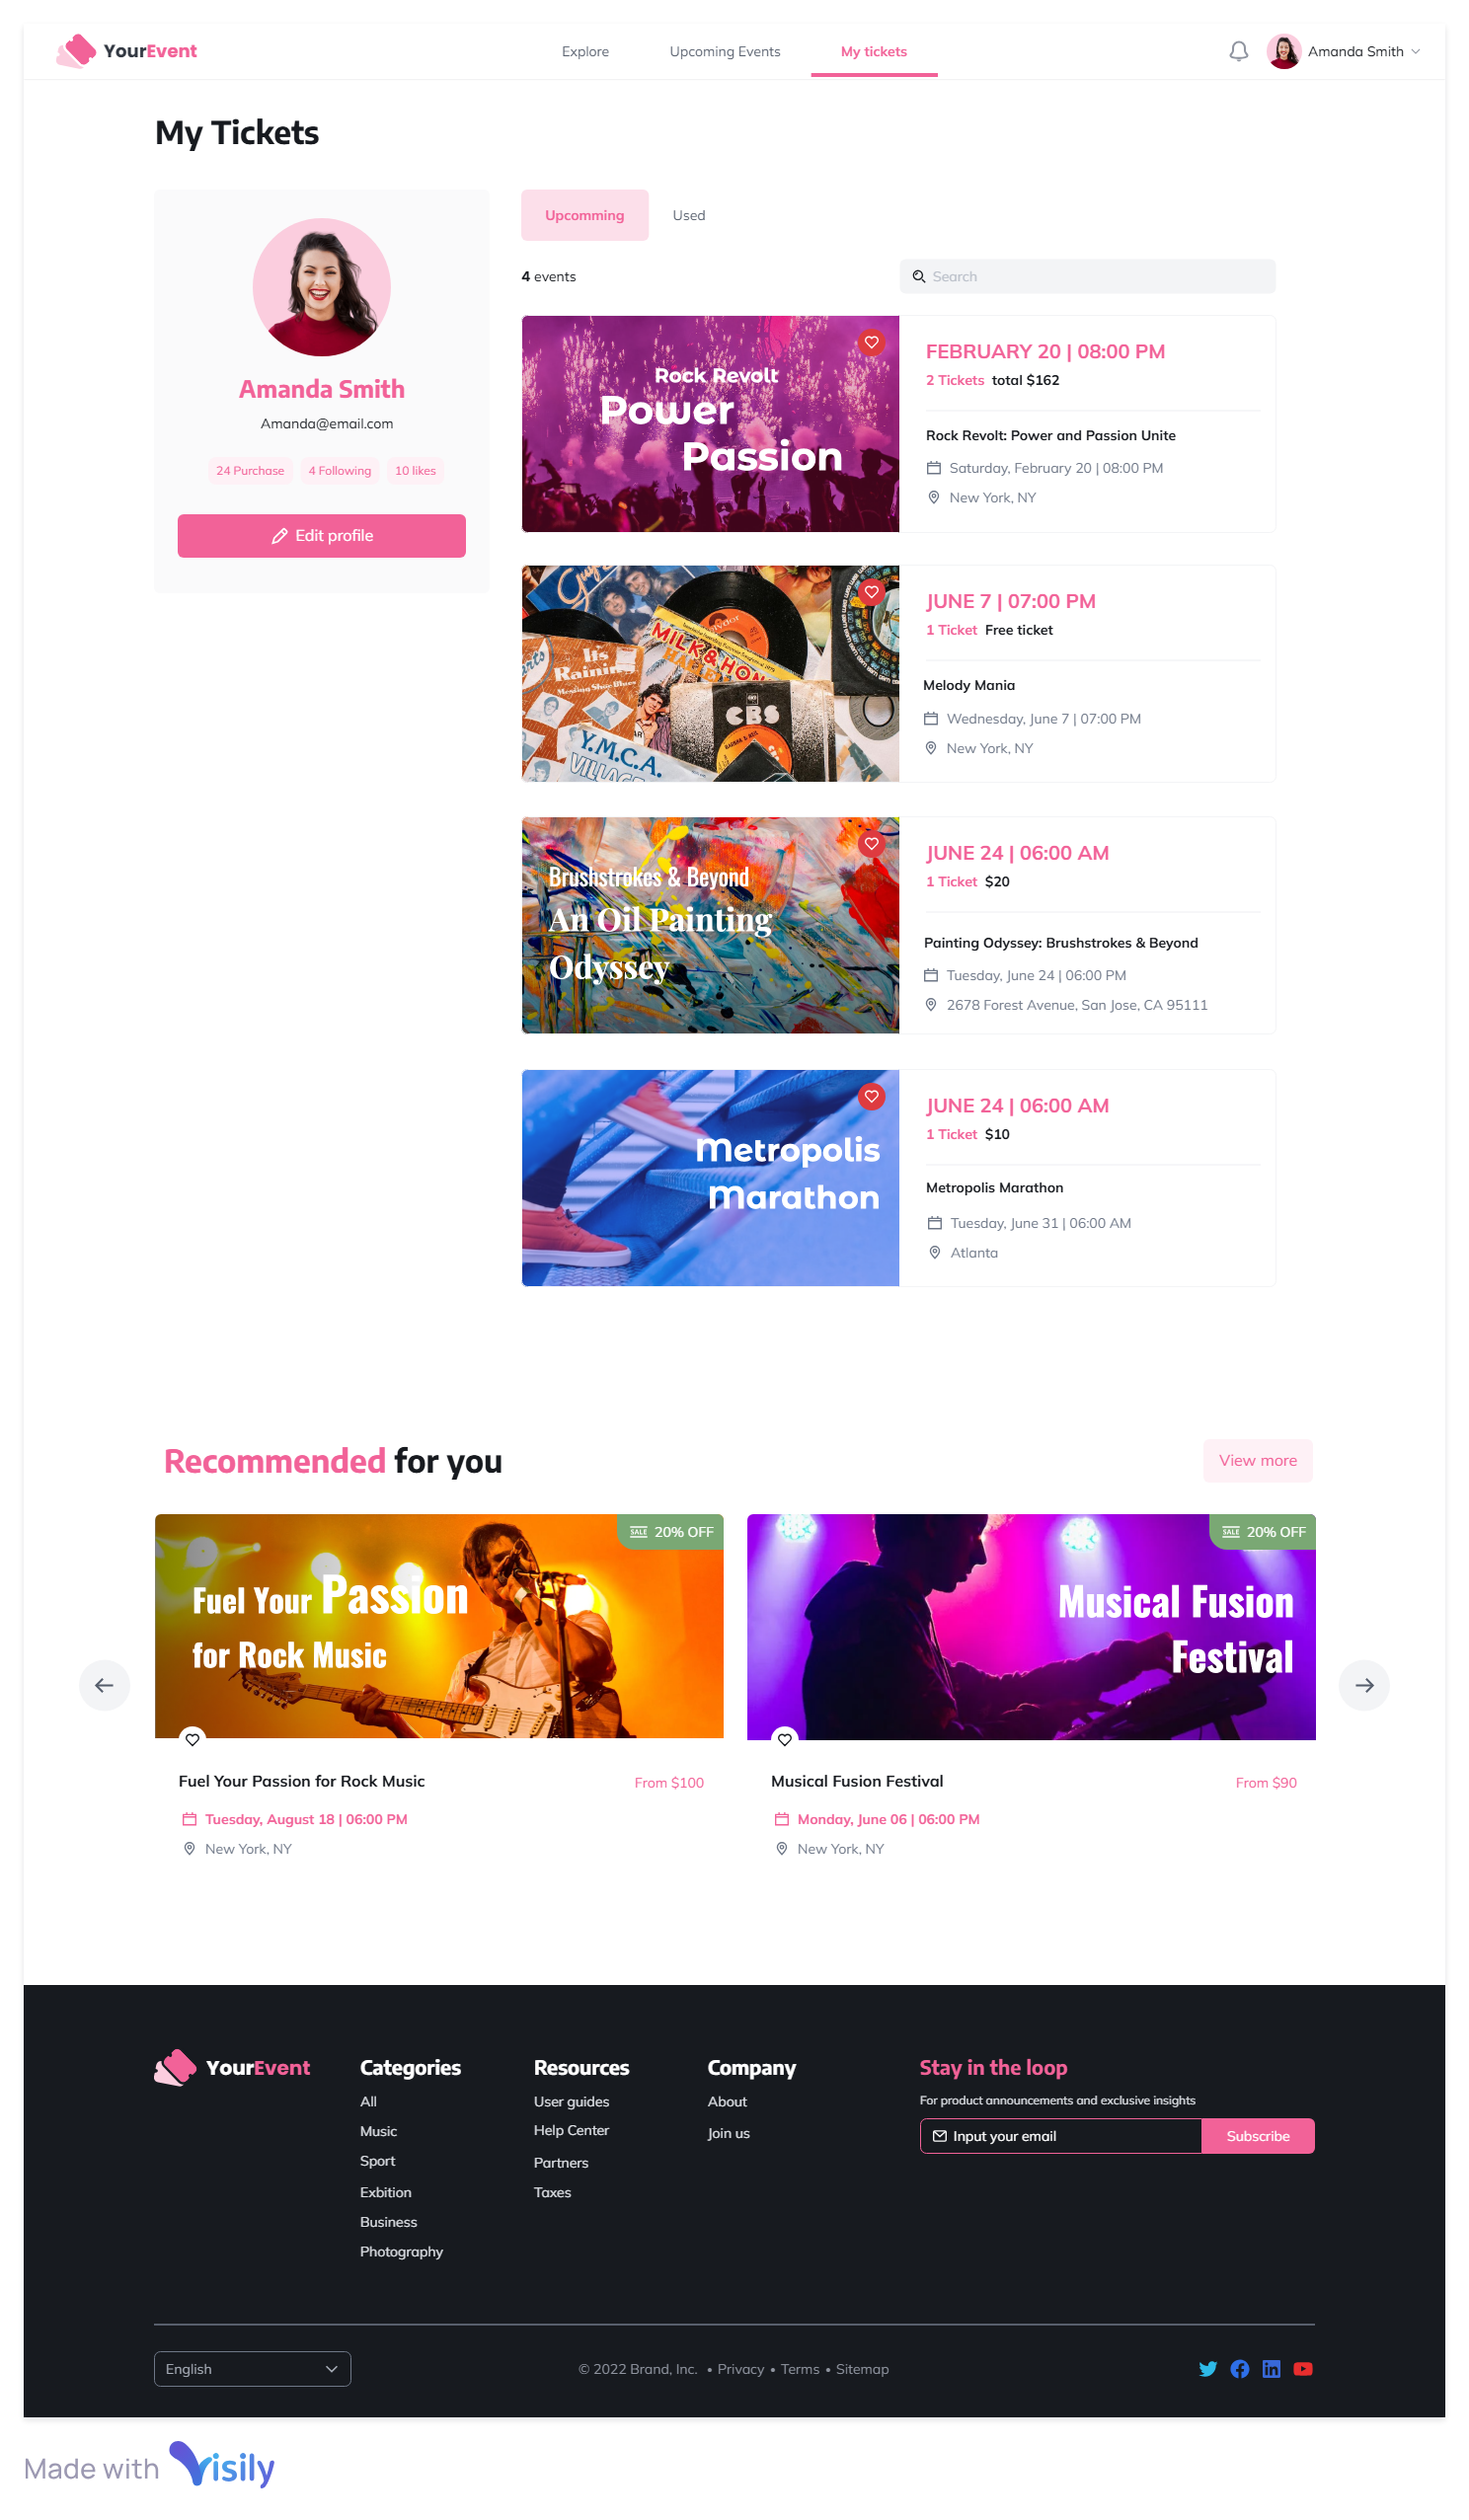 YourEvent
Explore
Upcoming Events
My tickets
Amanda Smith
My Tickets
Amanda Smith
Amanda@email.com
24 Purchase
4 Following
10 likes
Edit profile
Upcomming
Used
4 events
Search
Rock Revolt
Power
Passion
FEBRUARY 20 | 08:00 PM
2 Tickets total $162
Rock Revolt: Power and Passion Unite
Saturday, February 20 | 08:00 PM
New York, NY
Its
Raining
MILK & HON
CBS
Y.M.C.A.
VILLAGE
JUNE 7 | 07:00 PM
1 Ticket Free ticket
Melody Mania
Wednesday, June 7 | 07:00 PM
New York, NY
Brushstrokes & Beyond
An Oil Painting
Odyssey
JUNE 24 | 06:00 AM
1 Ticket $20
Painting Odyssey: Brushstrokes & Beyond
Tuesday, June 24 | 06:00 PM
2678 Forest Avenue, San Jose, CA 95111
Metropolis
Marathon
JUNE 24 | 06:00 AM
1 Ticket $10
Metropolis Marathon
Tuesday, June 31 | 06:00 AM
Atlanta
Recommended for you
View more
SALE 20% OFF
Fuel Your Passion
for Rock Music
Fuel Your Passion for Rock Music
From $100
Tuesday, August 18 | 06:00 PM
New York, NY
SALE 20% OFF
Musical Fusion
Festival
Musical Fusion Festival
From $90
Monday, June 06 | 06:00 PM
New York, NY
YourEvent
Categories
All
Music
Sport
Exbition
Business
Photography
Resources
User guides
Help Center
Partners
Taxes
Company
About
Join us
Stay in the loop
For product announcements and exclusive insights
Input your email
Subscribe
English
© 2022 Brand, Inc. • Privacy • Terms • Sitemap
Made with Visily